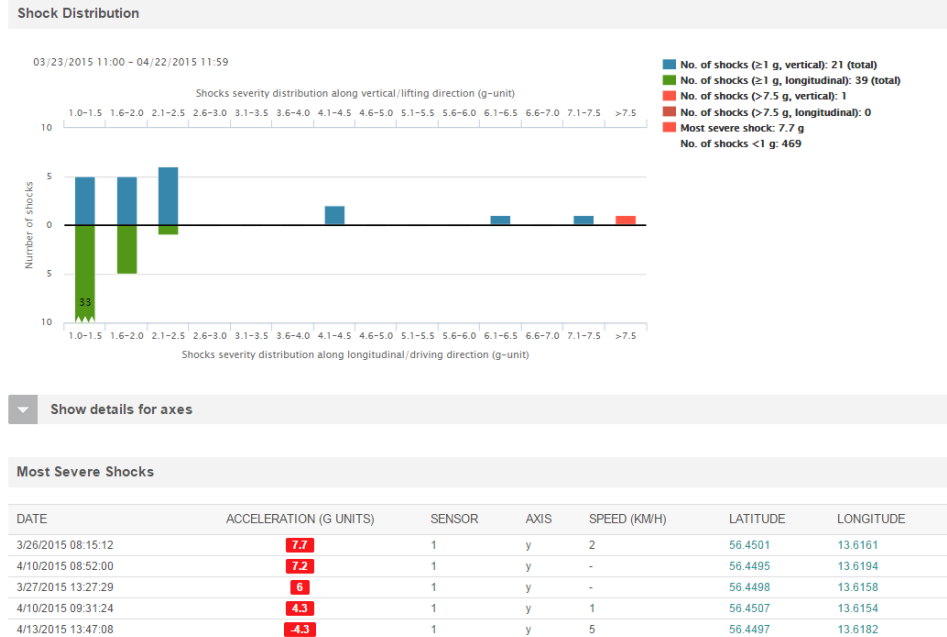 Shock Distribution
03/23/2015 11:00 - 04/22/2015 11:59
Shocks severity distribution along vertical/lifting direction (g-unit)
1.0-1.5 1.6-2.0 2.1-2.5 2.6-3.0 3.1-3.5 3.6-4.0 4.1-4.5 4.6-5.0 5.1-5.5 5.6-6.0 6.1-6.5 6.6-7.0 7.1-7.5 >7.5
10
5
0
5
10
Number of shocks
33
1.0-1.5 1.6-2.0 2.1-2.5 2.6-3.0 3.1-3.5 3.6-4.0 4.1-4.5 4.6-5.0 5.1-5.5 5.6-6.0 6.1-6.5 6.6-7.0 7.1-7.5 >7.5
Shocks severity distribution along longitudinal/driving direction (g-unit)
No. of shocks (≥1 g, vertical): 21 (total)
No. of shocks (≥1 g, longitudinal): 39 (total)
No. of shocks (>7.5 g, vertical): 1
No. of shocks (>7.5 g, longitudinal): 0
Most severe shock: 7.7 g
No. of shocks <1 g: 469
Show details for axes
Most Severe Shocks
DATE ACCELERATION (G UNITS) SENSOR AXIS SPEED (KM/H) LATITUDE LONGITUDE
3/26/2015 08:15:12 7.7 1 y 2 56.4501 13.6161
4/10/2015 08:52:00 7.2 1 y - 56.4495 13.6194
3/27/2015 13:27:29 6 1 y - 56.4498 13.6158
4/10/2015 09:31:24 4.3 1 y 1 56.4507 13.6154
4/13/2015 13:47:08 -4.3 1 y 5 56.4497 13.6182